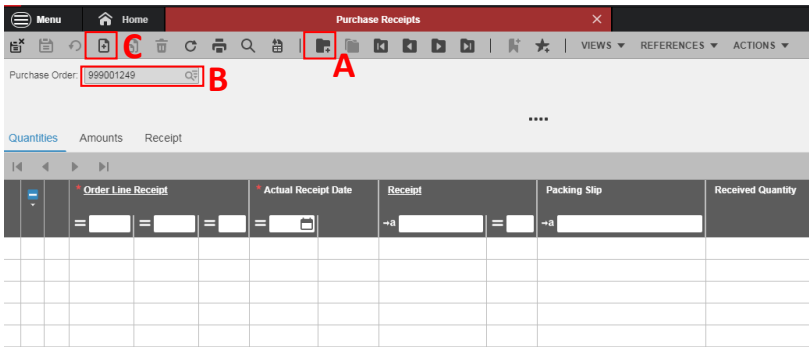 Menu Home Purchase Receipts
C VIEWS REFERENCES ACTIONS
A
Purchase Order: 999001249 B
Quantities Amounts Receipt
* Order Line Receipt * Actual Receipt Date Receipt Packing Slip Received Quantity
= = = = →a = →a